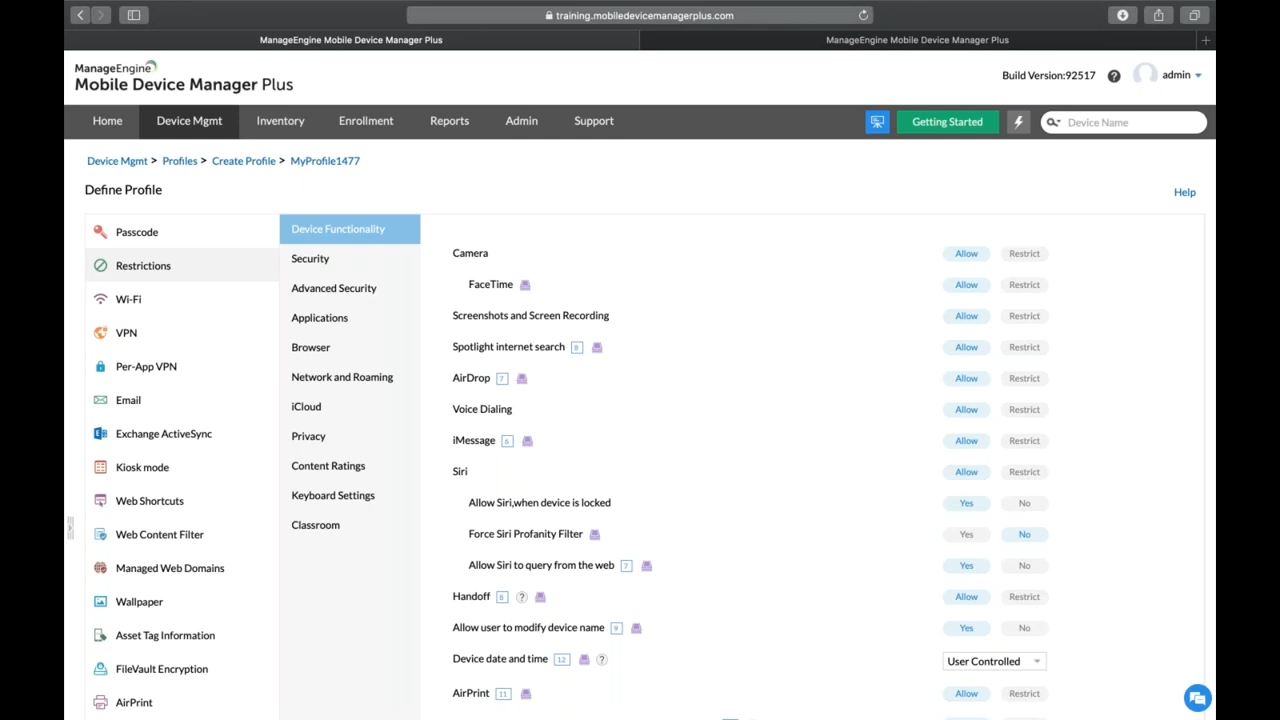 training.mobiledevicemanagerplus.com
ManageEngine Mobile Device Manager Plus
ManageEngine Mobile Device Manager Plus
ManageEngine
Mobile Device Manager Plus
Build Version:92517
admin
Home
Device Mgmt
Inventory
Enrollment
Reports
Admin
Support
Getting Started
Device Name
Device Mgmt > Profiles > Create Profile > MyProfile1477
Define Profile
Help
Passcode
Restrictions
Wi-Fi
VPN
Per-App VPN
Email
Exchange ActiveSync
Kiosk mode
Web Shortcuts
Web Content Filter
Managed Web Domains
Wallpaper
Asset Tag Information
FileVault Encryption
AirPrint
Device Functionality
Security
Advanced Security
Applications
Browser
Network and Roaming
iCloud
Privacy
Content Ratings
Keyboard Settings
Classroom
Camera Allow Restrict
FaceTime Allow Restrict
Screenshots and Screen Recording Allow Restrict
Spotlight internet search 8 Allow Restrict
AirDrop 7 Allow Restrict
Voice Dialing Allow Restrict
iMessage 6 Allow Restrict
Siri Allow Restrict
Allow Siri,when device is locked Yes No
Force Siri Profanity Filter Yes No
Allow Siri to query from the web 7 Yes No
Handoff 8 ? Allow Restrict
Allow user to modify device name 9 Yes No
Device date and time 12 ? User Controlled
AirPrint 11 Allow Restrict